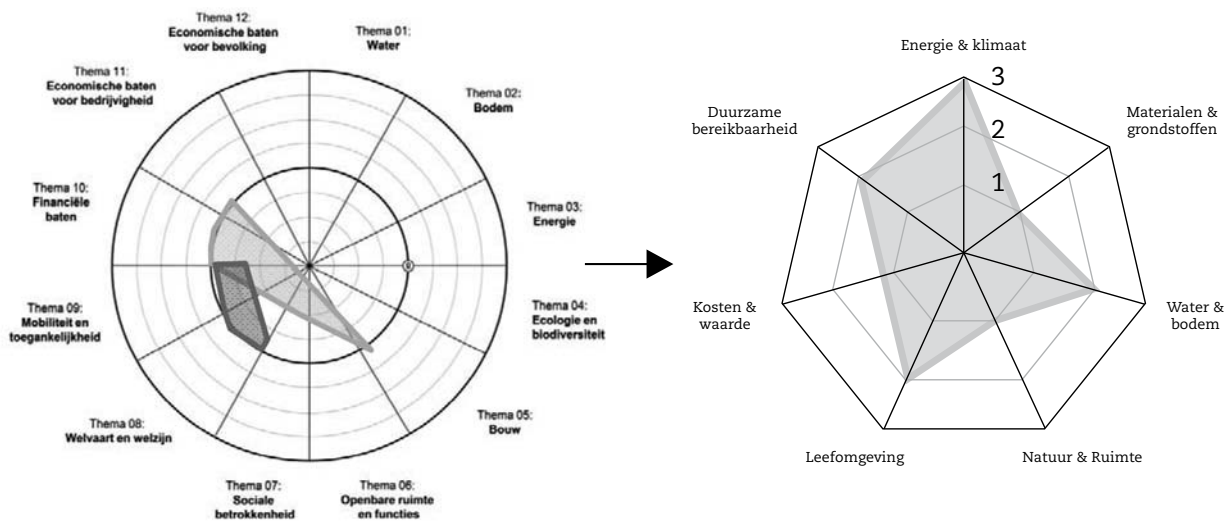 Thema 12:
Economische baten
voor bevolking
Thema 01:
Water
Thema 11:
Economische baten
voor bedrijvigheid
Thema 02:
Bodem
Thema 10:
Financiële
baten
Thema 03:
Energie
Thema 09:
Mobiliteit en
toegankelijkheid
Thema 04:
Ecologie en
biodiversiteit
Thema 08:
Welvaart en welzijn
Thema 05:
Bouw
Thema 07:
Sociale
betrokkenheid
Thema 06:
Openbare ruimte
en functies
Energie & klimaat
3
2
1
Duurzame
bereikbaarheid
Materialen &
grondstoffen
Kosten &
waarde
Water &
bodem
Leefomgeving
Natuur & Ruimte